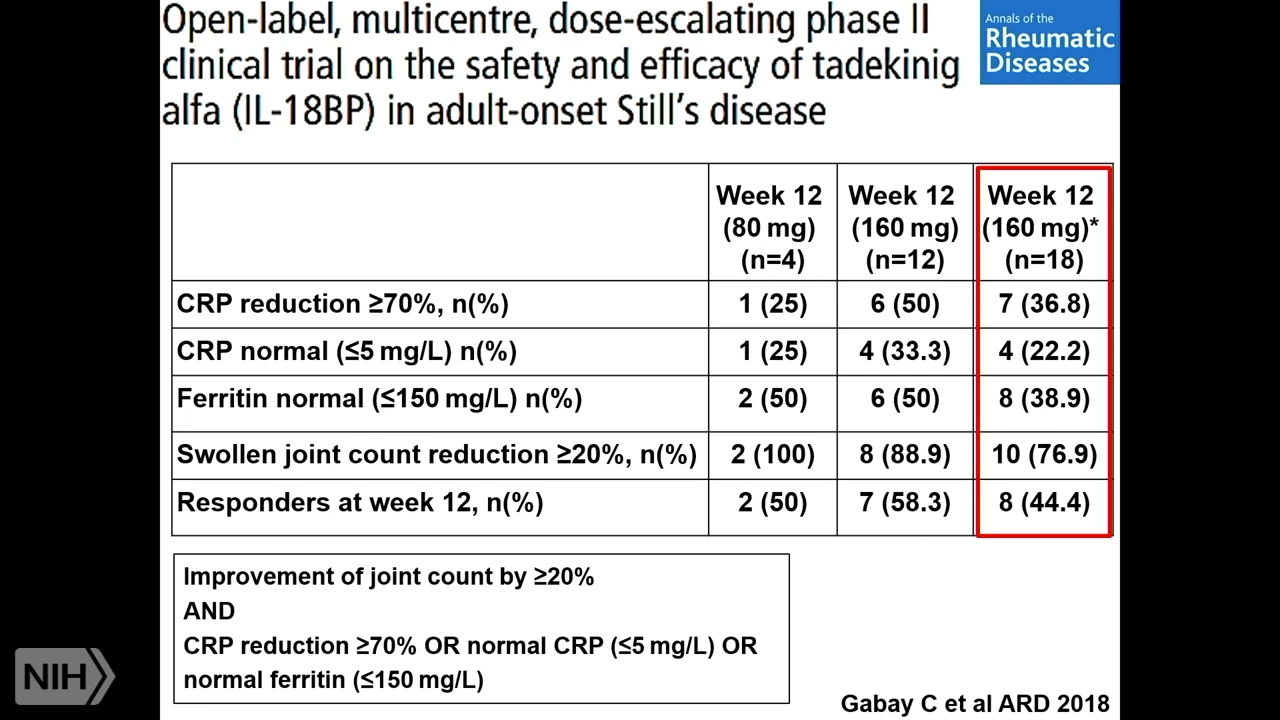 Open-label, multicentre, dose-escalating phase II
clinical trial on the safety and efficacy of tadekinig
alfa (IL-18BP) in adult-onset Still's disease
Annals of the
Rheumatic
Diseases
Week 12 (80 mg) (n=4) Week 12 (160 mg) (n=12) Week 12 (160 mg)* (n=18)
CRP reduction ≥70%, n(%) 1 (25) 6 (50) 7 (36.8)
CRP normal (≤5 mg/L) n(%) 1 (25) 4 (33.3) 4 (22.2)
Ferritin normal (≤150 mg/L) n(%) 2 (50) 6 (50) 8 (38.9)
Swollen joint count reduction ≥20%, n(%) 2 (100) 8 (88.9) 10 (76.9)
Responders at week 12, n(%) 2 (50) 7 (58.3) 8 (44.4)
Improvement of joint count by ≥20%
AND
CRP reduction ≥70% OR normal CRP (≤5 mg/L) OR
normal ferritin (≤150 mg/L)
NIH
Gabay C et al ARD 2018